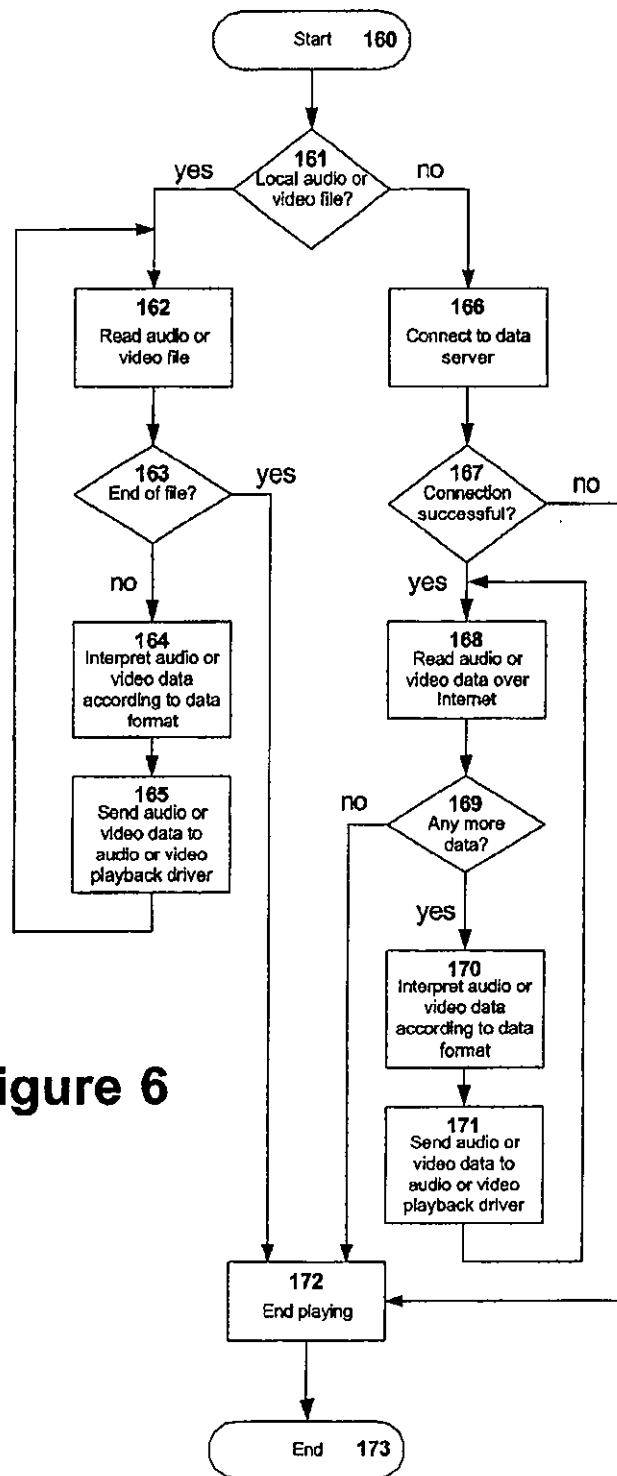 Start 160
161
Local audio or
video file?
yes
no
162
Read audio or
video file
166
Connect to data
server
163
End of file?
yes
no
167
Connection
successful?
no
yes
164
Interpret audio or
video data
according to data
format
168
Read audio or
video data over
Internet
165
Send audio or
video data to
audio or video
playback driver
169
Any more
data?
no
yes
170
Interpret audio or
video data
according to data
format
igure 6
171
Send audio or
video data to
audio or video
playback driver
172
End playing
End 173